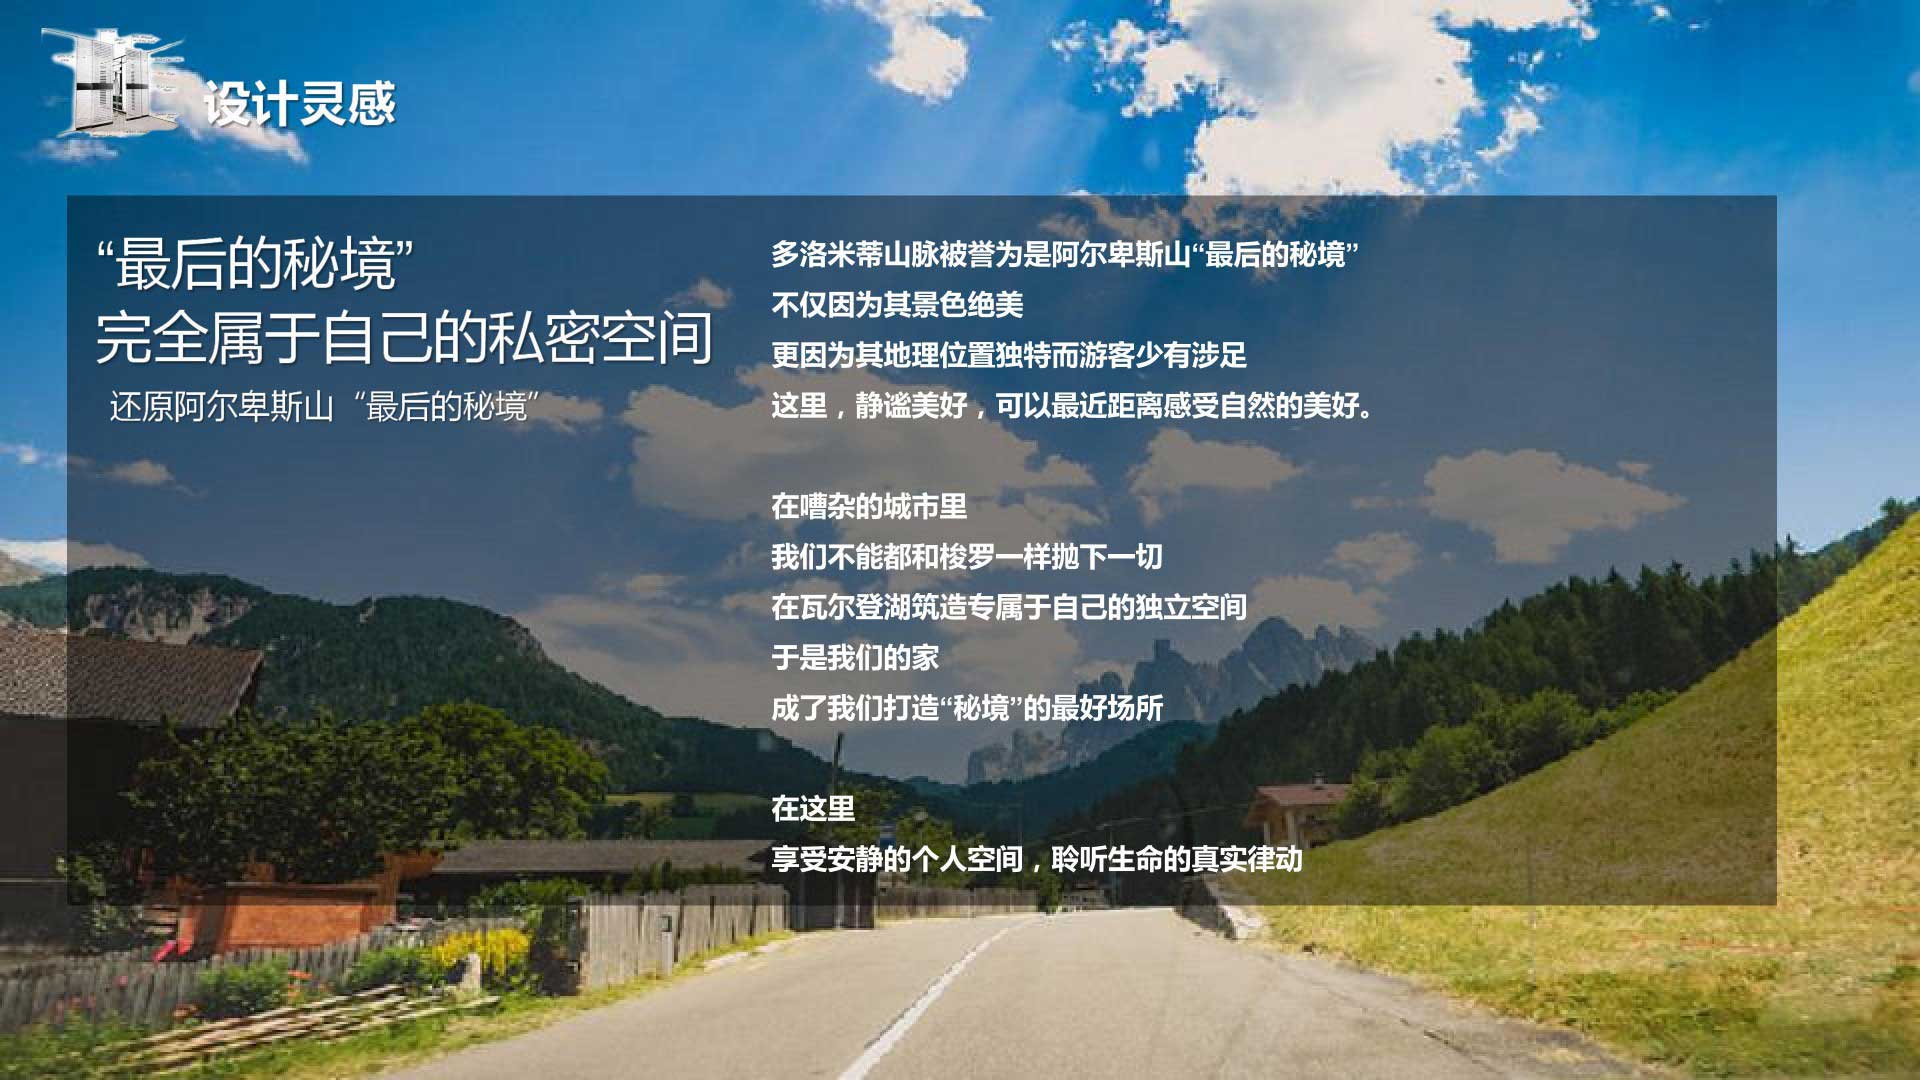 设计灵感
“最后的秘境”
完全属于自己的私密空间
还原阿尔卑斯山“最后的秘境”
多洛米蒂山脉被誉为是阿尔卑斯山“最后的秘境”
不仅因为其景色绝美
更因为其地理位置独特而游客少有涉足
这里，静谧美好，可以最近距离感受自然的美好。
在嘈杂的城市里
我们不能都和梭罗一样抛下一切
在瓦尔登湖筑造专属于自己的独立空间
于是我们的家
成了我们打造“秘境”的最好场所
在这里
享受安静的个人空间，聆听生命的真实律动